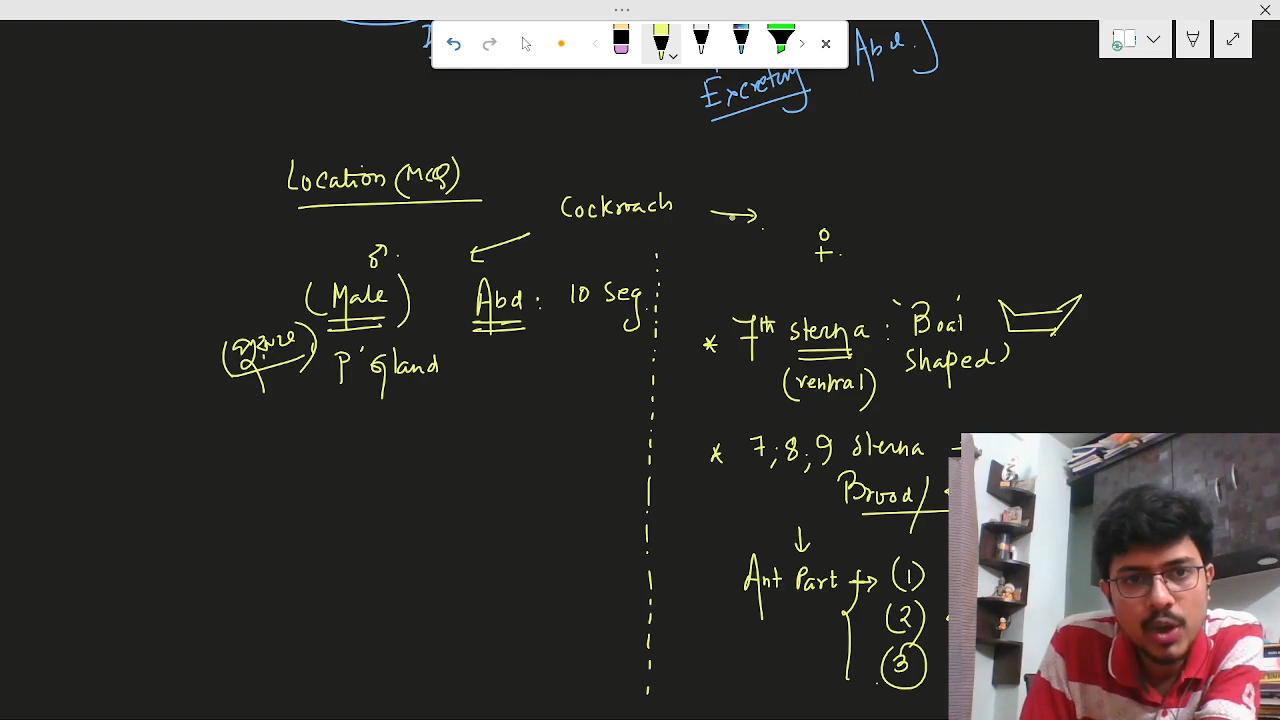 Abd.
Excretory
Location (MCQ)
Cockroach
♂
♀
(Male)
Abd : 10 Seg.
P' Gland
* 7th sterna : 'Boat'
shaped)
(ventral)
* 7, 8, 9 sterna
Brood/
Ant Part → (1)
(2)
3